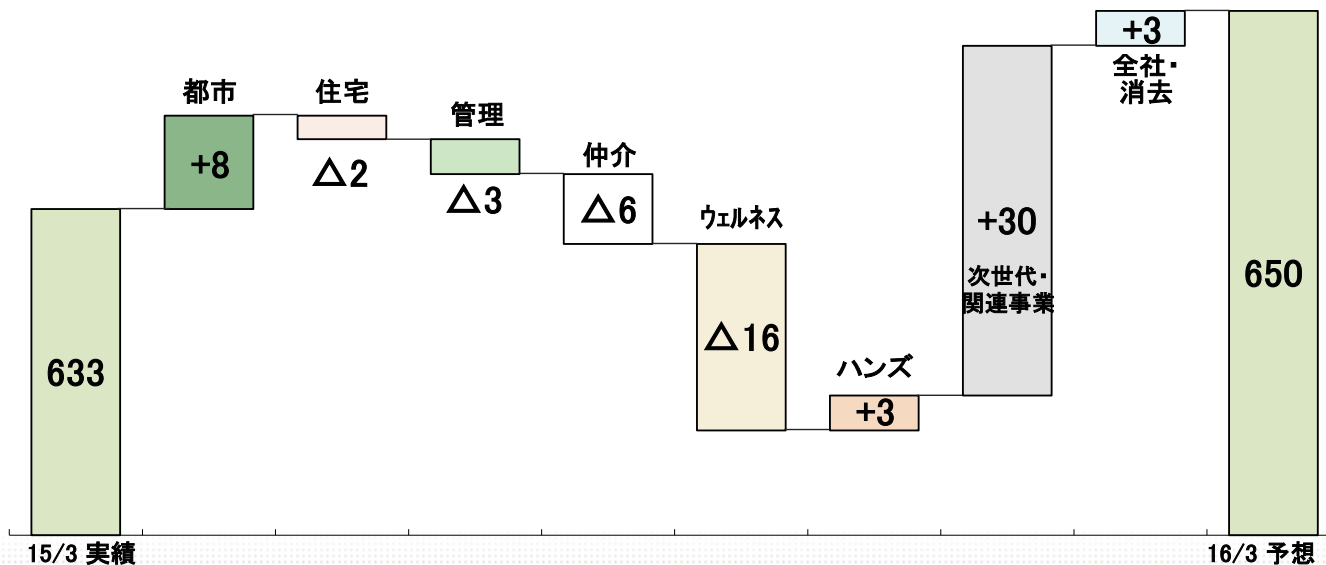 都市
+8
住宅
△2
管理
△3
仲介
△6
ウェルネス
△16
ハンズ
+3
+30
次世代・
関連事業
+3
全社・
消去
633
650
15/3 実績
16/3 予想